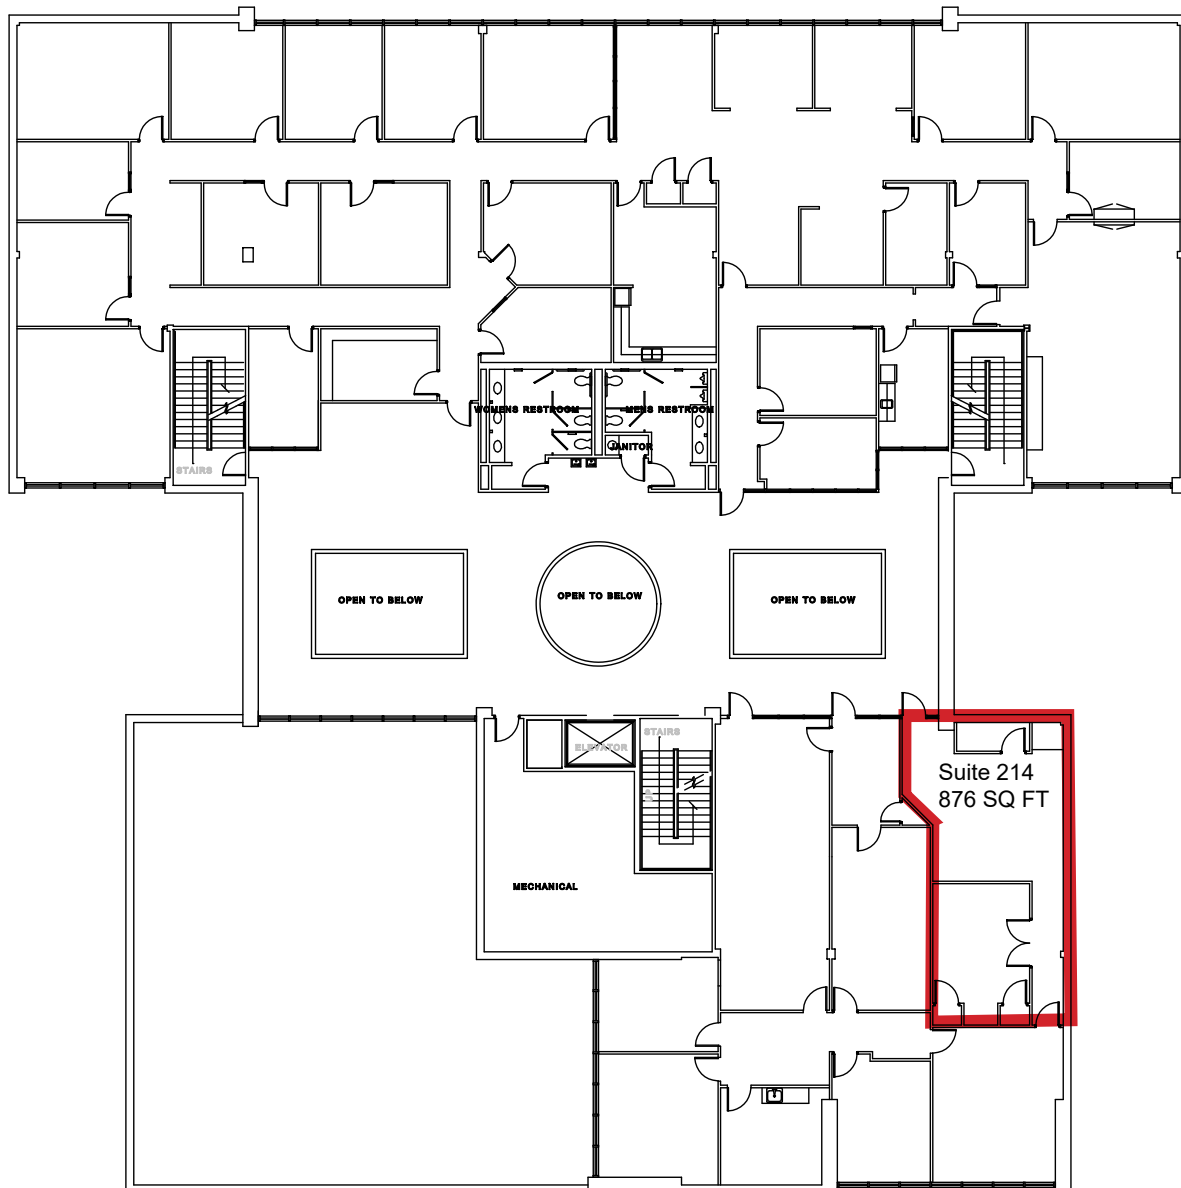 WOMENS RESTROOM
MENS RESTROOM
JANITOR
STAIRS
OPEN TO BELOW
OPEN TO BELOW
OPEN TO BELOW
STAIRS
ELEVATOR
Suite 214
876 SQ FT
MECHANICAL